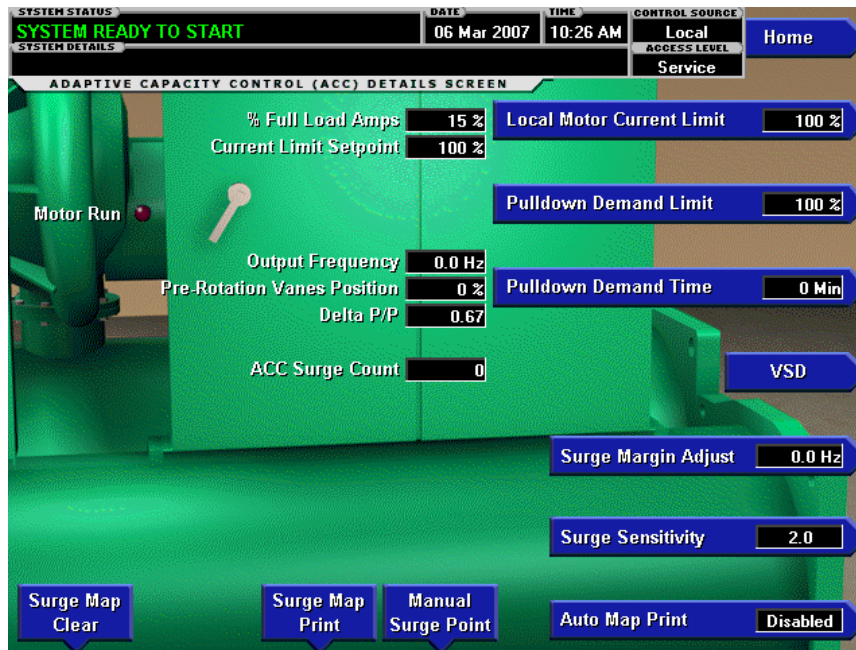 SYSTEM STATUS
SYSTEM READY TO START
DATE
06 Mar 2007
TIME
10:26 AM
CONTROL SOURCE
Local
Home
SYSTEM DETAILS
ACCESS LEVEL
Service
ADAPTIVE CAPACITY CONTROL (ACC) DETAILS SCREEN
% Full Load Amps 15 %
Local Motor Current Limit 100 %
Current Limit Setpoint 100 %
Motor Run
Pulldown Demand Limit 100 %
Output Frequency 0.0 Hz
Pre-Rotation Vanes Position 0 %
Pulldown Demand Time 0 Min
Delta P/P 0.67
ACC Surge Count 0
VSD
Surge Margin Adjust 0.0 Hz
Surge Sensitivity 2.0
Surge Map
Clear
Surge Map
Print
Manual
Surge Point
Auto Map Print Disabled